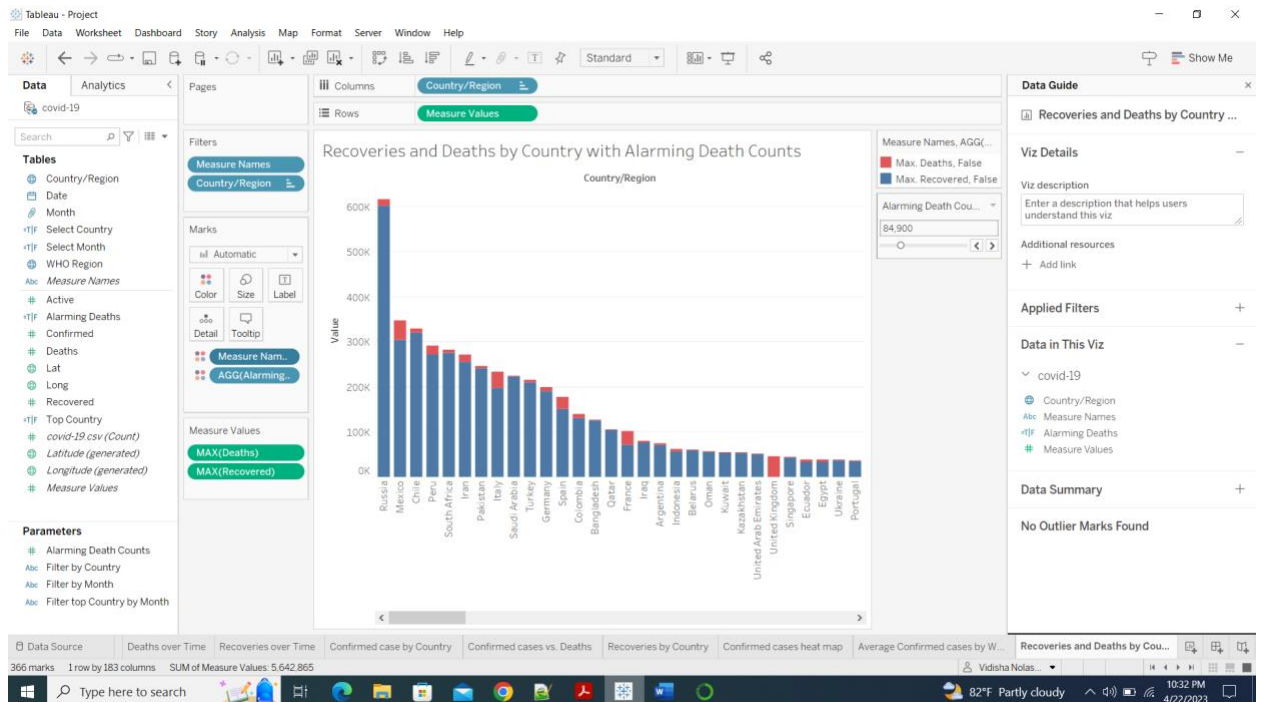 Tableau - Project
File Data Worksheet Dashboard Story Analysis Map Format Server Window Help
Standard
Show Me
Data Analytics
covid-19
Search
Tables
Country/Region
Date
Month
T|F Select Country
T|F Select Month
WHO Region
Abc Measure Names
# Active
T|F Alarming Deaths
# Confirmed
# Deaths
Lat
Long
# Recovered
T|F Top Country
# covid-19.csv (Count)
Latitude (generated)
Longitude (generated)
# Measure Values
Parameters
# Alarming Death Counts
Abc Filter by Country
Abc Filter by Month
Abc Filter top Country by Month
Pages
Filters
Measure Names
Country/Region
Marks
Automatic
Color Size Label
Detail Tooltip
Measure Nam..
AGG(Alarming..
Measure Values
MAX(Deaths)
MAX(Recovered)
Columns Country/Region
Rows Measure Values
Recoveries and Deaths by Country with Alarming Death Counts
Country/Region
Value
600K
500K
400K
300K
200K
100K
0K
Russia
Mexico
Chile
Peru
South Africa
Iran
Pakistan
Italy
Saudi Arabia
Turkey
Germany
Spain
Colombia
Bangladesh
Qatar
France
Iraq
Argentina
Indonesia
Belarus
Oman
Kuwait
Kazakhstan
United Arab Emirates
United Kingdom
Singapore
Ecuador
Egypt
Ukraine
Portugal
Measure Names, AGG(...
Max. Deaths, False
Max. Recovered, False
Alarming Death Cou...
84,900
Data Guide
Recoveries and Deaths by Country ...
Viz Details
Viz description
Enter a description that helps users
understand this viz
Additional resources
+ Add link
Applied Filters
Data in This Viz
covid-19
Country/Region
Abc Measure Names
T|F Alarming Deaths
# Measure Values
Data Summary
No Outlier Marks Found
Data Source Deaths over Time Recoveries over Time Confirmed case by Country Confirmed cases vs. Deaths Recoveries by Country Confirmed cases heat map Average Confirmed cases by W... Recoveries and Deaths by Cou...
366 marks 1 row by 183 columns SUM of Measure Values: 5,642,865
Vidisha Nolas...
Type here to search
82°F Partly cloudy
10:32 PM
4/22/2023